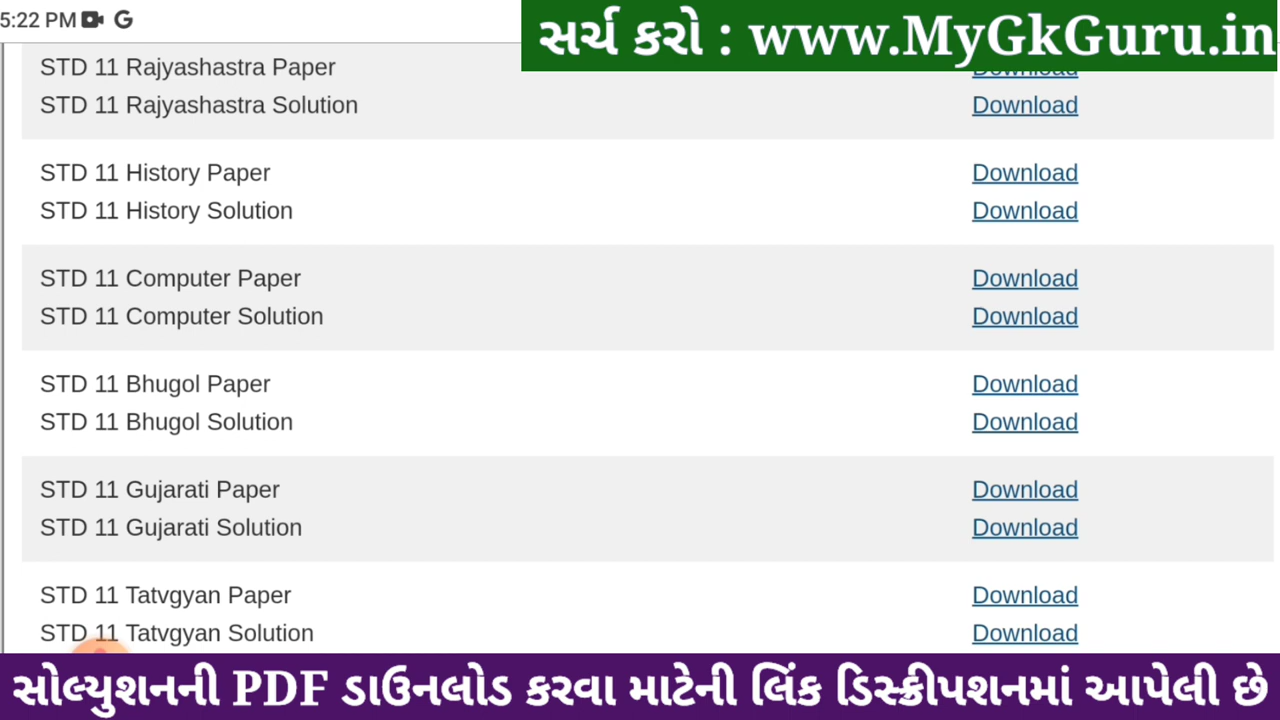 5:22 PM
સર્ચ કરો : www.MyGkGuru.in
STD 11 Rajyashastra Paper Download
STD 11 Rajyashastra Solution Download
STD 11 History Paper Download
STD 11 History Solution Download
STD 11 Computer Paper Download
STD 11 Computer Solution Download
STD 11 Bhugol Paper Download
STD 11 Bhugol Solution Download
STD 11 Gujarati Paper Download
STD 11 Gujarati Solution Download
STD 11 Tatvgyan Paper Download
STD 11 Tatvgyan Solution Download
સોલ્યુશનની PDF ડાઉનલોડ કરવા માટેની લિંક ડિસ્ક્રીપશનમાં આપેલી છે